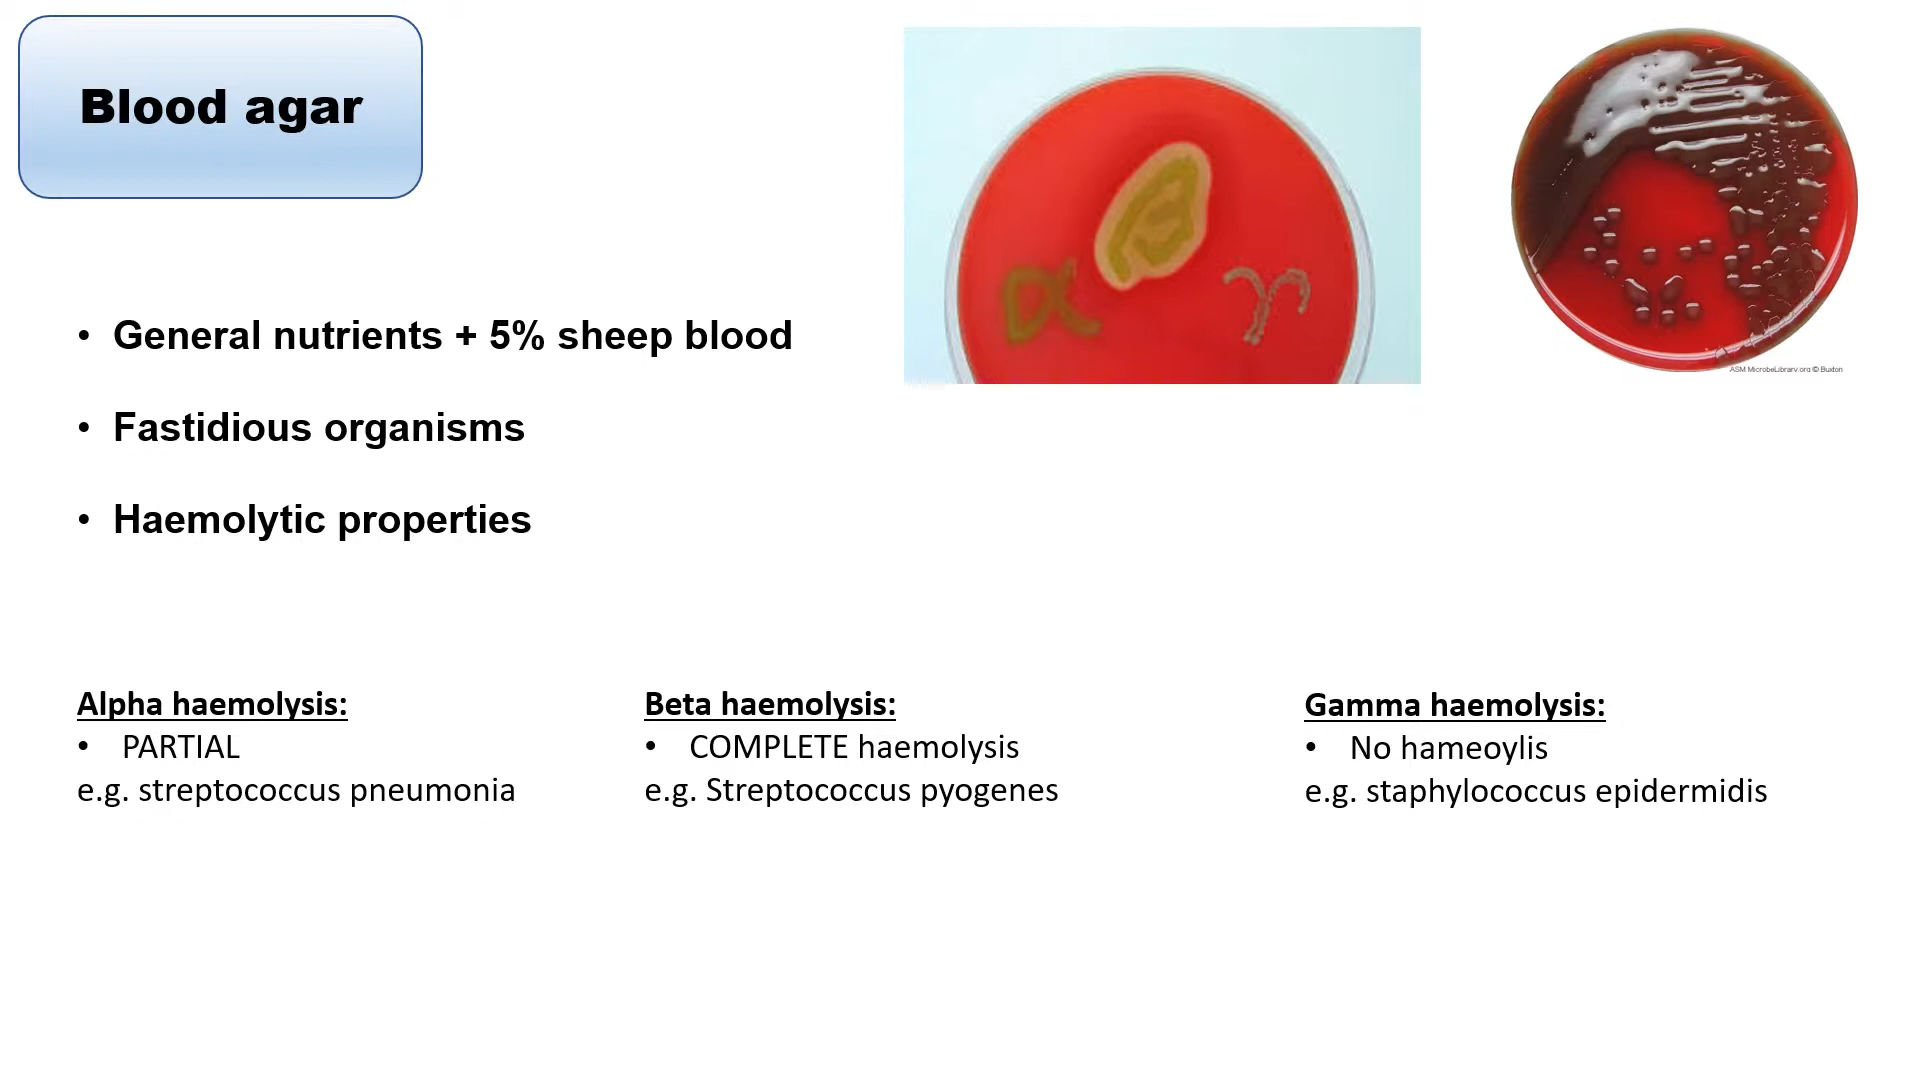 Blood agar
α
β
γ
ASM MicrobeLibrary.org © Buxton
• General nutrients + 5% sheep blood
• Fastidious organisms
• Haemolytic properties
Alpha haemolysis:
• PARTIAL
e.g. streptococcus pneumonia
Beta haemolysis:
• COMPLETE haemolysis
e.g. Streptococcus pyogenes
Gamma haemolysis:
• No hameoylis
e.g. staphylococcus epidermidis